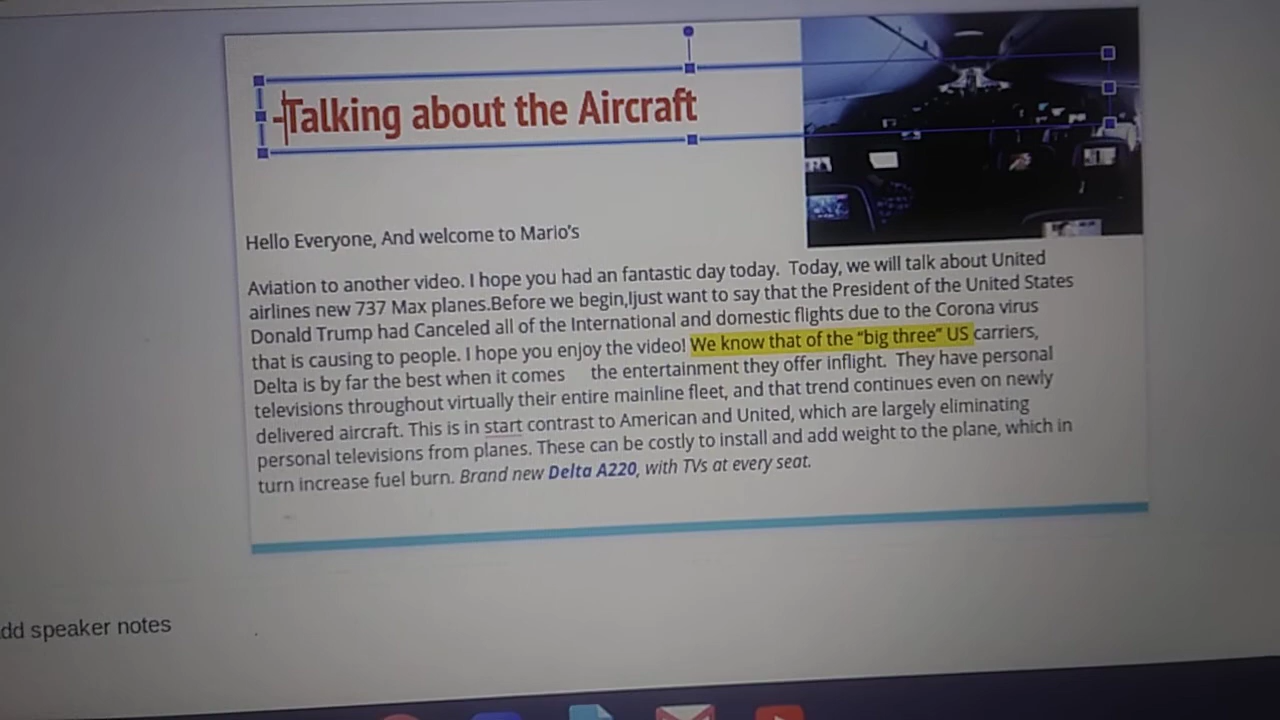 -Talking about the Aircraft
Hello Everyone, And welcome to Mario's
Aviation to another video. I hope you had an fantastic day today.  Today, we will talk about United
airlines new 737 Max planes.Before we begin,Ijust want to say that the President of the United States
Donald Trump had Canceled all of the International and domestic flights due to the Corona virus
that is causing to people. I hope you enjoy the video! We know that of the “big three” US carriers,
Delta is by far the best when it comes     the entertainment they offer inflight.  They have personal
televisions throughout virtually their entire mainline fleet, and that trend continues even on newly
delivered aircraft. This is in start contrast to American and United, which are largely eliminating
personal televisions from planes. These can be costly to install and add weight to the plane, which in
turn increase fuel burn. Brand new Delta A220, with TVs at every seat.
dd speaker notes